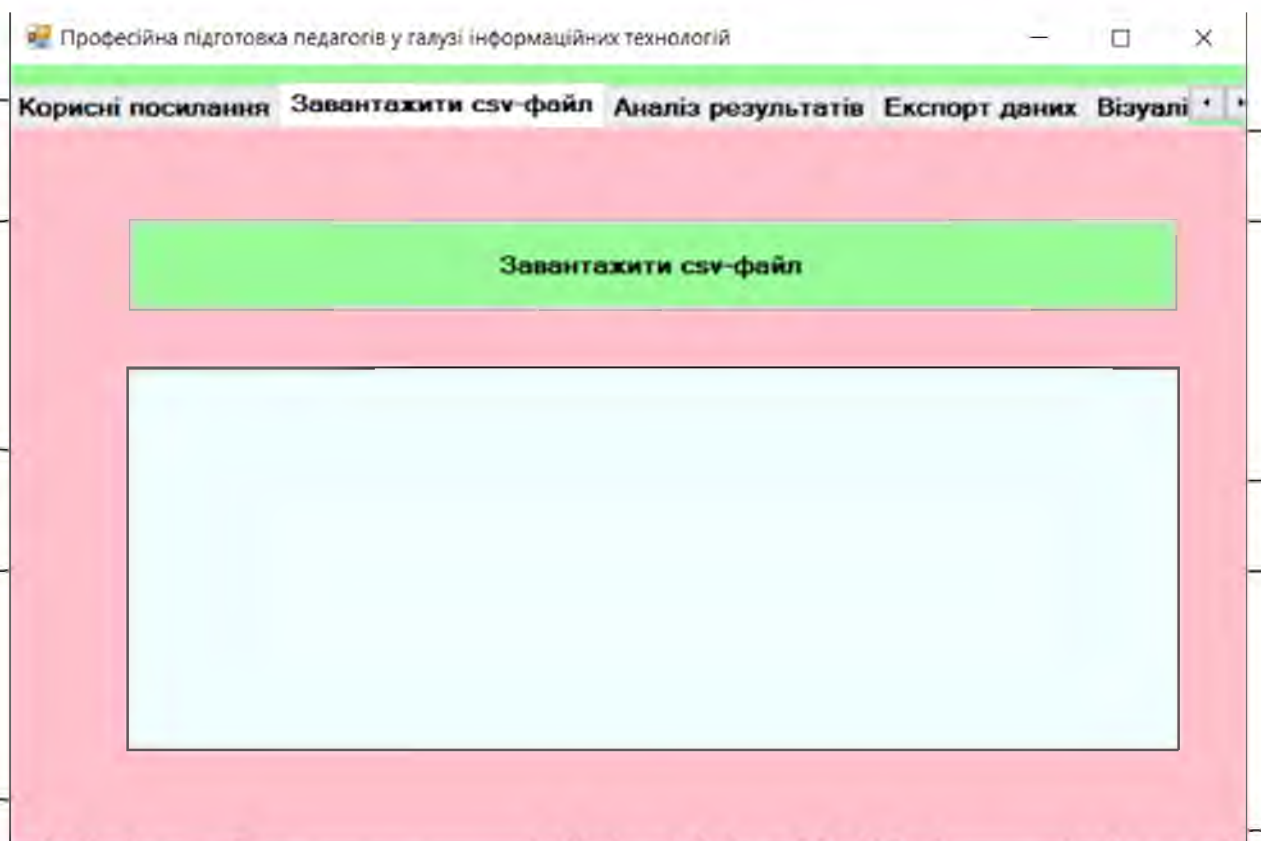 Професійна підготовка педагогів у галузі інформаційних технологій
Корисні посилання Завантажити csv-файл Аналіз результатів Експорт даних Візуалі
Завантажити csv-файл